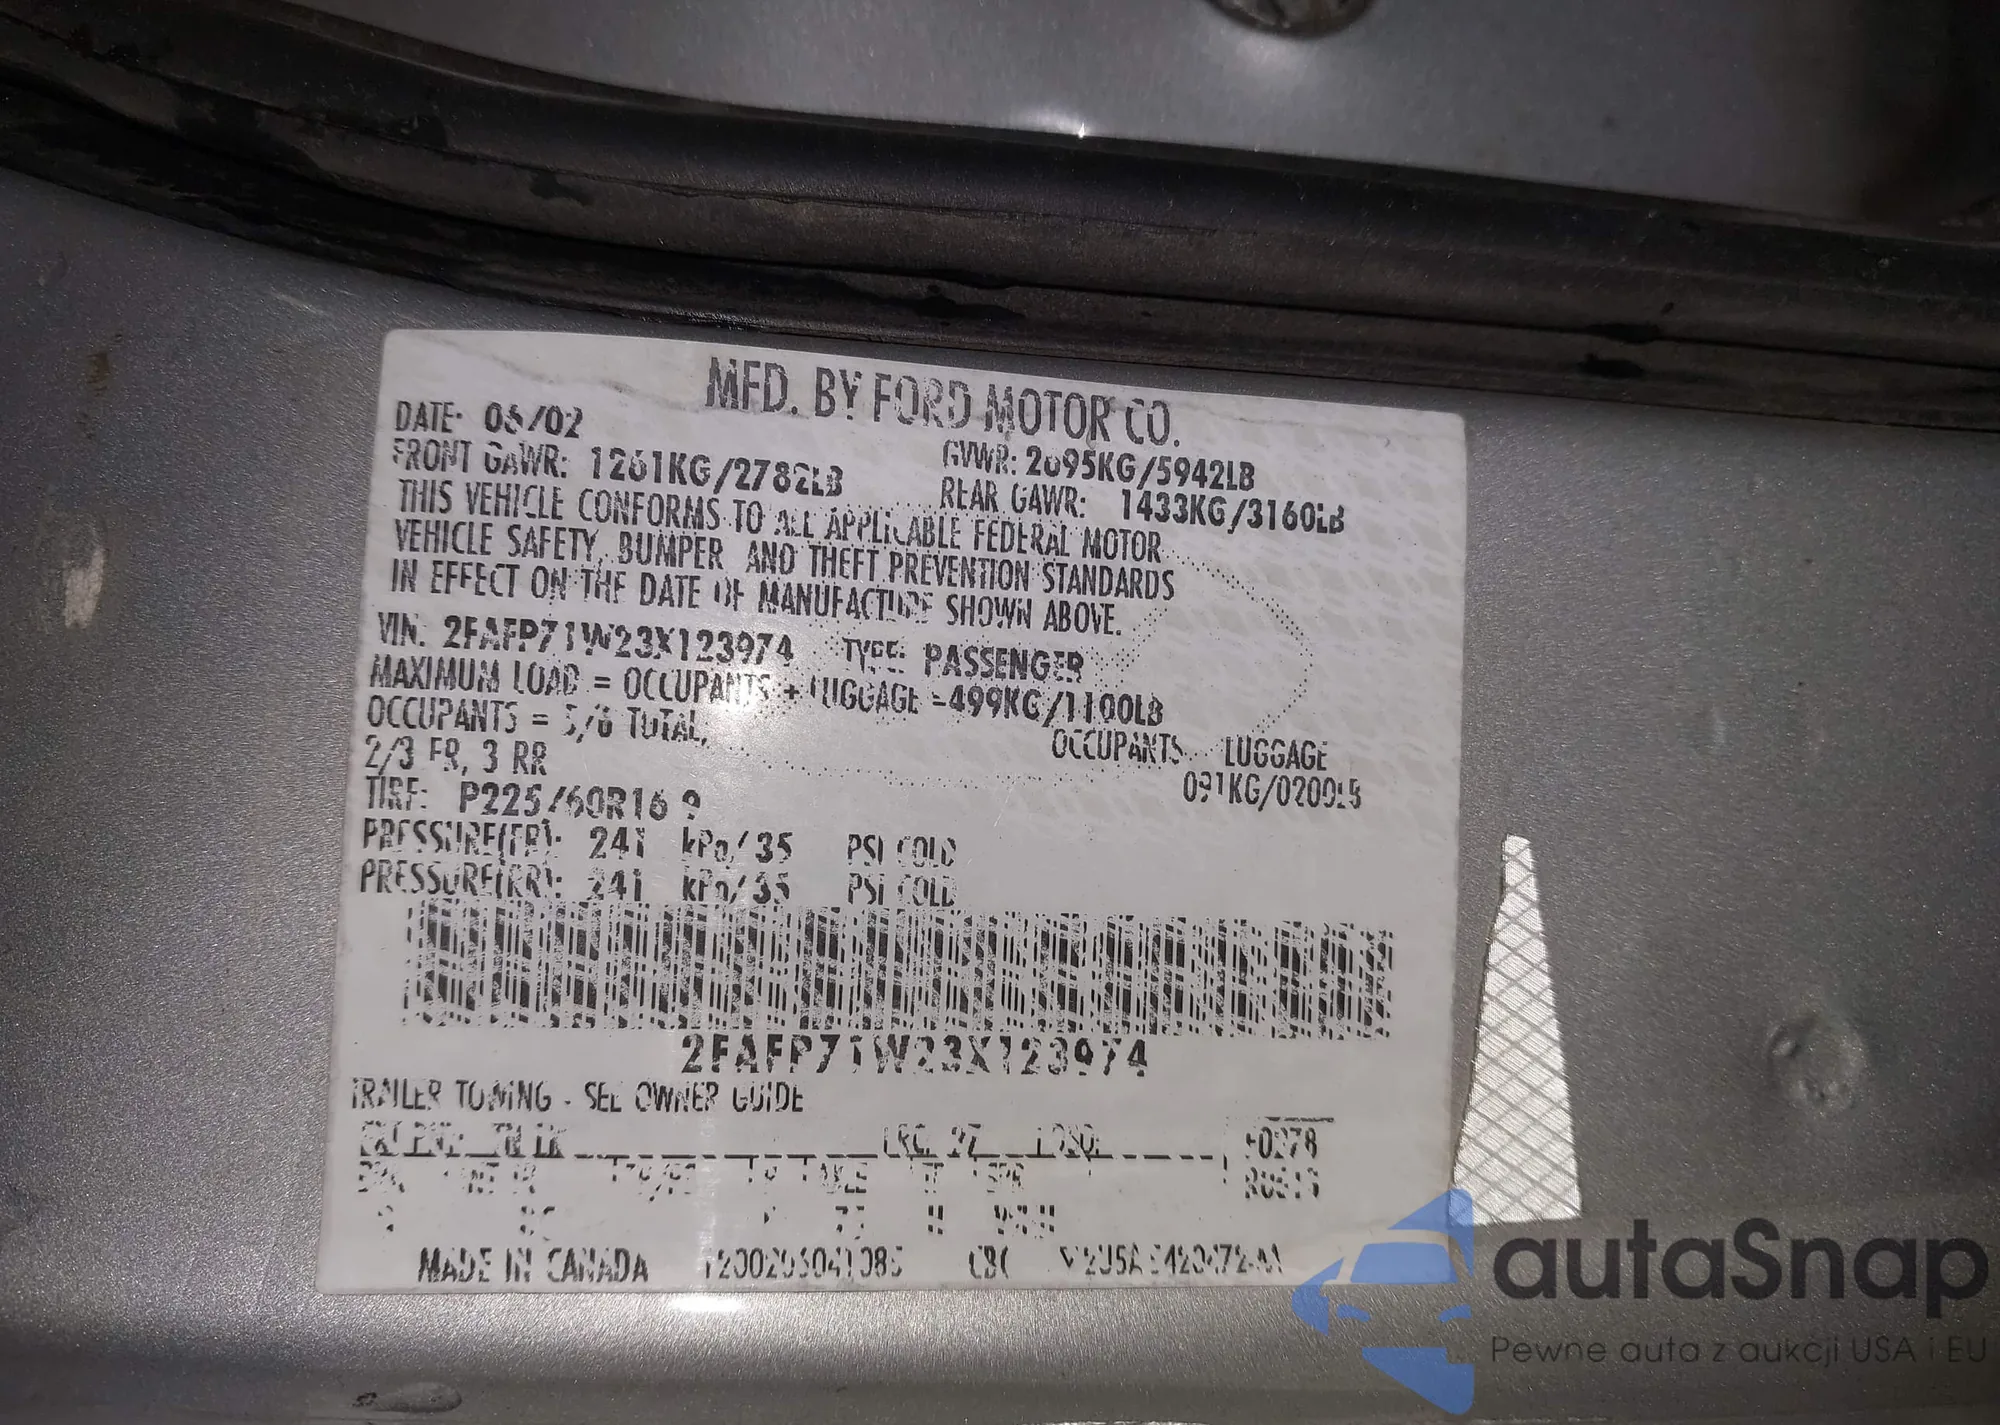 MFD. BY FORD MOTOR CO.
DATE: 06/02
GVWR: 2695KG/5942LB
FRONT GAWR: 1261KG/2782LB
REAR GAWR: 1433KG/3160LB
THIS VEHICLE CONFORMS TO ALL APPLICABLE FEDERAL MOTOR
VEHICLE SAFETY, BUMPER AND THEFT PREVENTION STANDARDS
IN EFFECT ON THE DATE OF MANUFACTURE SHOWN ABOVE.
VIN: 2FAFP71W23X123974 TYPE: PASSENGER
MAXIMUM LOAD = OCCUPANTS + LUGGAGE =499KG/1100LB
OCCUPANTS = 5/6 TOTAL,
2/3 FR, 3 RR
OCCUPANTS LUGGAGE
091KG/0200LB
TIRE: P225/60R16
PRESSURE(FR): 241 kPa/35 PSI COLD
PRESSURE(RR): 241 kPa/35 PSI COLD
2FAFP71W23X123974
TRAILER TOWING - SEE OWNER GUIDE
MADE IN CANADA
autaSnap
Pewne auta z aukcji USA i EU